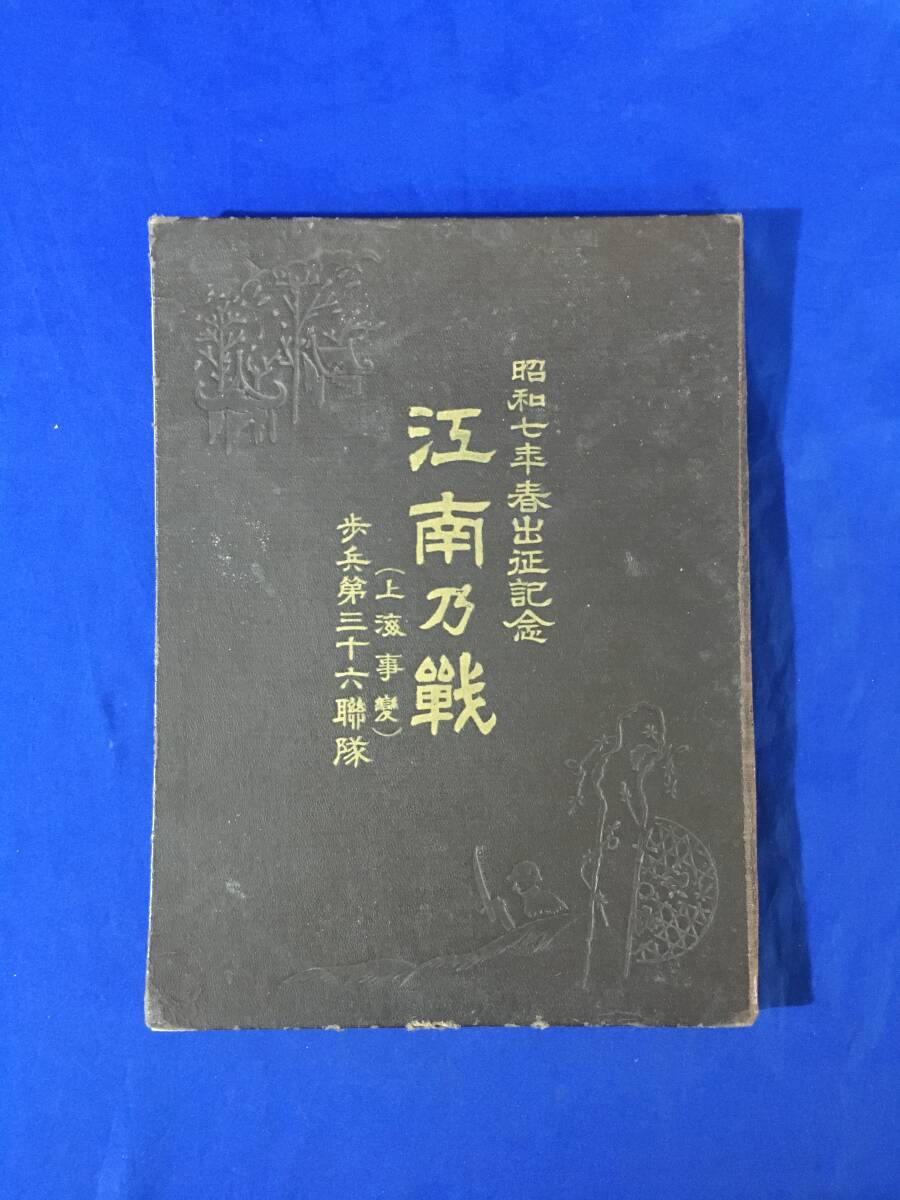 昭和七年春出征記念
江南乃戰
(上海事變)
歩兵第三十六聯隊